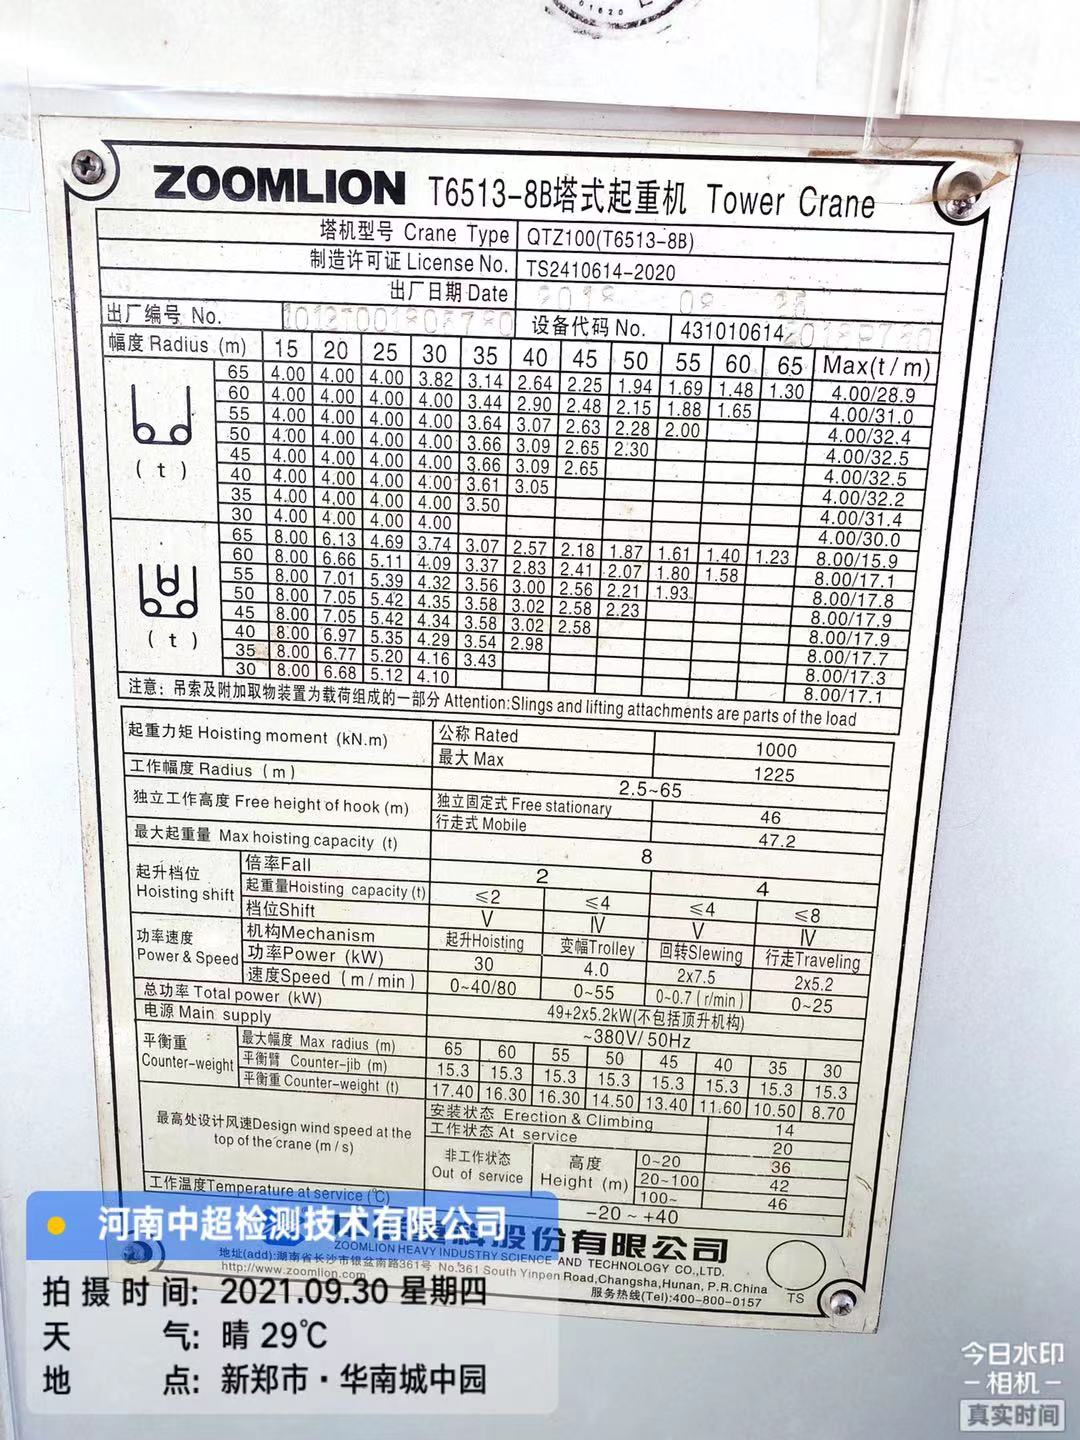 ZOOMLION T6513-8B塔式起重机 Tower Crane
塔机型号 Crane Type QTZ100(T6513-8B)
制造许可证 License No. TS2410614-2020
出厂日期 Date 2018 08 26
出厂编号 No. 设备代码 No. 431010614
幅度 Radius (m) 15 20 25 30 35 40 45 50 55 60 65 Max(t/m)
65 4.00 4.00 4.00 3.82 3.14 2.64 2.25 1.94 1.69 1.48 1.30 4.00/28.9
60 4.00 4.00 4.00 4.00 3.44 2.90 2.48 2.15 1.88 1.65 4.00/31.0
55 4.00 4.00 4.00 4.00 3.64 3.07 2.63 2.28 2.00 4.00/32.4
50 4.00 4.00 4.00 4.00 3.66 3.09 2.65 2.30 4.00/32.5
45 4.00 4.00 4.00 4.00 3.66 3.09 2.65 4.00/32.5
(t)
40 4.00 4.00 4.00 4.00 3.61 3.05 4.00/32.2
35 4.00 4.00 4.00 4.00 3.50 4.00/31.4
30 4.00 4.00 4.00 4.00 4.00/30.0
65 8.00 6.13 4.69 3.74 3.07 2.57 2.18 1.87 1.61 1.40 1.23 8.00/15.9
60 8.00 6.66 5.11 4.09 3.37 2.83 2.41 2.07 1.80 1.58 8.00/17.1
55 8.00 7.01 5.39 4.32 3.56 3.00 2.56 2.21 1.93 8.00/17.8
50 8.00 7.05 5.42 4.35 3.58 3.02 2.58 2.23 8.00/17.9
45 8.00 7.05 5.42 4.34 3.58 3.02 2.58 8.00/17.9
(t)
40 8.00 6.97 5.35 4.29 3.54 2.98 8.00/17.7
35 8.00 6.77 5.20 4.16 3.43 8.00/17.3
30 8.00 6.68 5.12 4.10 8.00/17.1
注意: 吊索及附加取物装置为载荷组成的一部分 Attention:Slings and lifting attachments are parts of the load
起重力矩 Hoisting moment (kN.m) 公称 Rated 1000
最大 Max 1225
工作幅度 Radius (m) 2.5~65
独立工作高度 Free height of hook (m) 独立固定式 Free stationary 46
行走式 Mobile 47.2
最大起重量 Max hoisting capacity (t) 8
起升档位 Hoisting shift 倍率Fall 2 4
起重量Hoisting capacity(t) ≤2 ≤4 ≤4 ≤8
档位Shift V IV V IV
功率速度 Power & Speed 机构Mechanism 起升Hoisting 变幅Trolley 回转Slewing 行走Traveling
功率Power (kW) 30 4.0 2x7.5 2x5.2
速度Speed (m/min) 0~40/80 0~55 0~0.7(r/min) 0~25
总功率 Total power (kW) 49+2x5.2kW(不包括顶升机构)
电源 Main supply ~380V/50Hz
平衡重 Counter-weight 最大幅度 Max radius (m) 65 60 55 50 45 40 35 30
平衡臂 Counter-jib (m) 15.3 15.3 15.3 15.3 15.3 15.3 15.3 15.3
平衡重 Counter-weight (t) 17.40 16.30 16.30 14.50 13.40 11.60 10.50 8.70
最高处设计风速Design wind speed at the top of the crane (m/s) 安装状态 Erection & Climbing 14
工作状态 At service 20
非工作状态 Out of service 高度 Height (m) 0~20 36
20~100 42
100~ 46
工作温度Temperature at service (℃) -20~+40
股份有限公司
ZOOMLION HEAVY INDUSTRY SCIENCE AND TECHNOLOGY CO.,LTD.
地址(add):湖南省长沙市银盆南路361号 No.361 South Yinpen Road,Changsha,Hunan, P.R.China
http://www.zoomlion.com 服务热线(Tel):400-800-0157
TS
河南中超检测技术有限公司
拍摄时间: 2021.09.30 星期四
天气: 晴 29℃
地点: 新郑市·华南城中园
今日水印
-相机-
真实时间